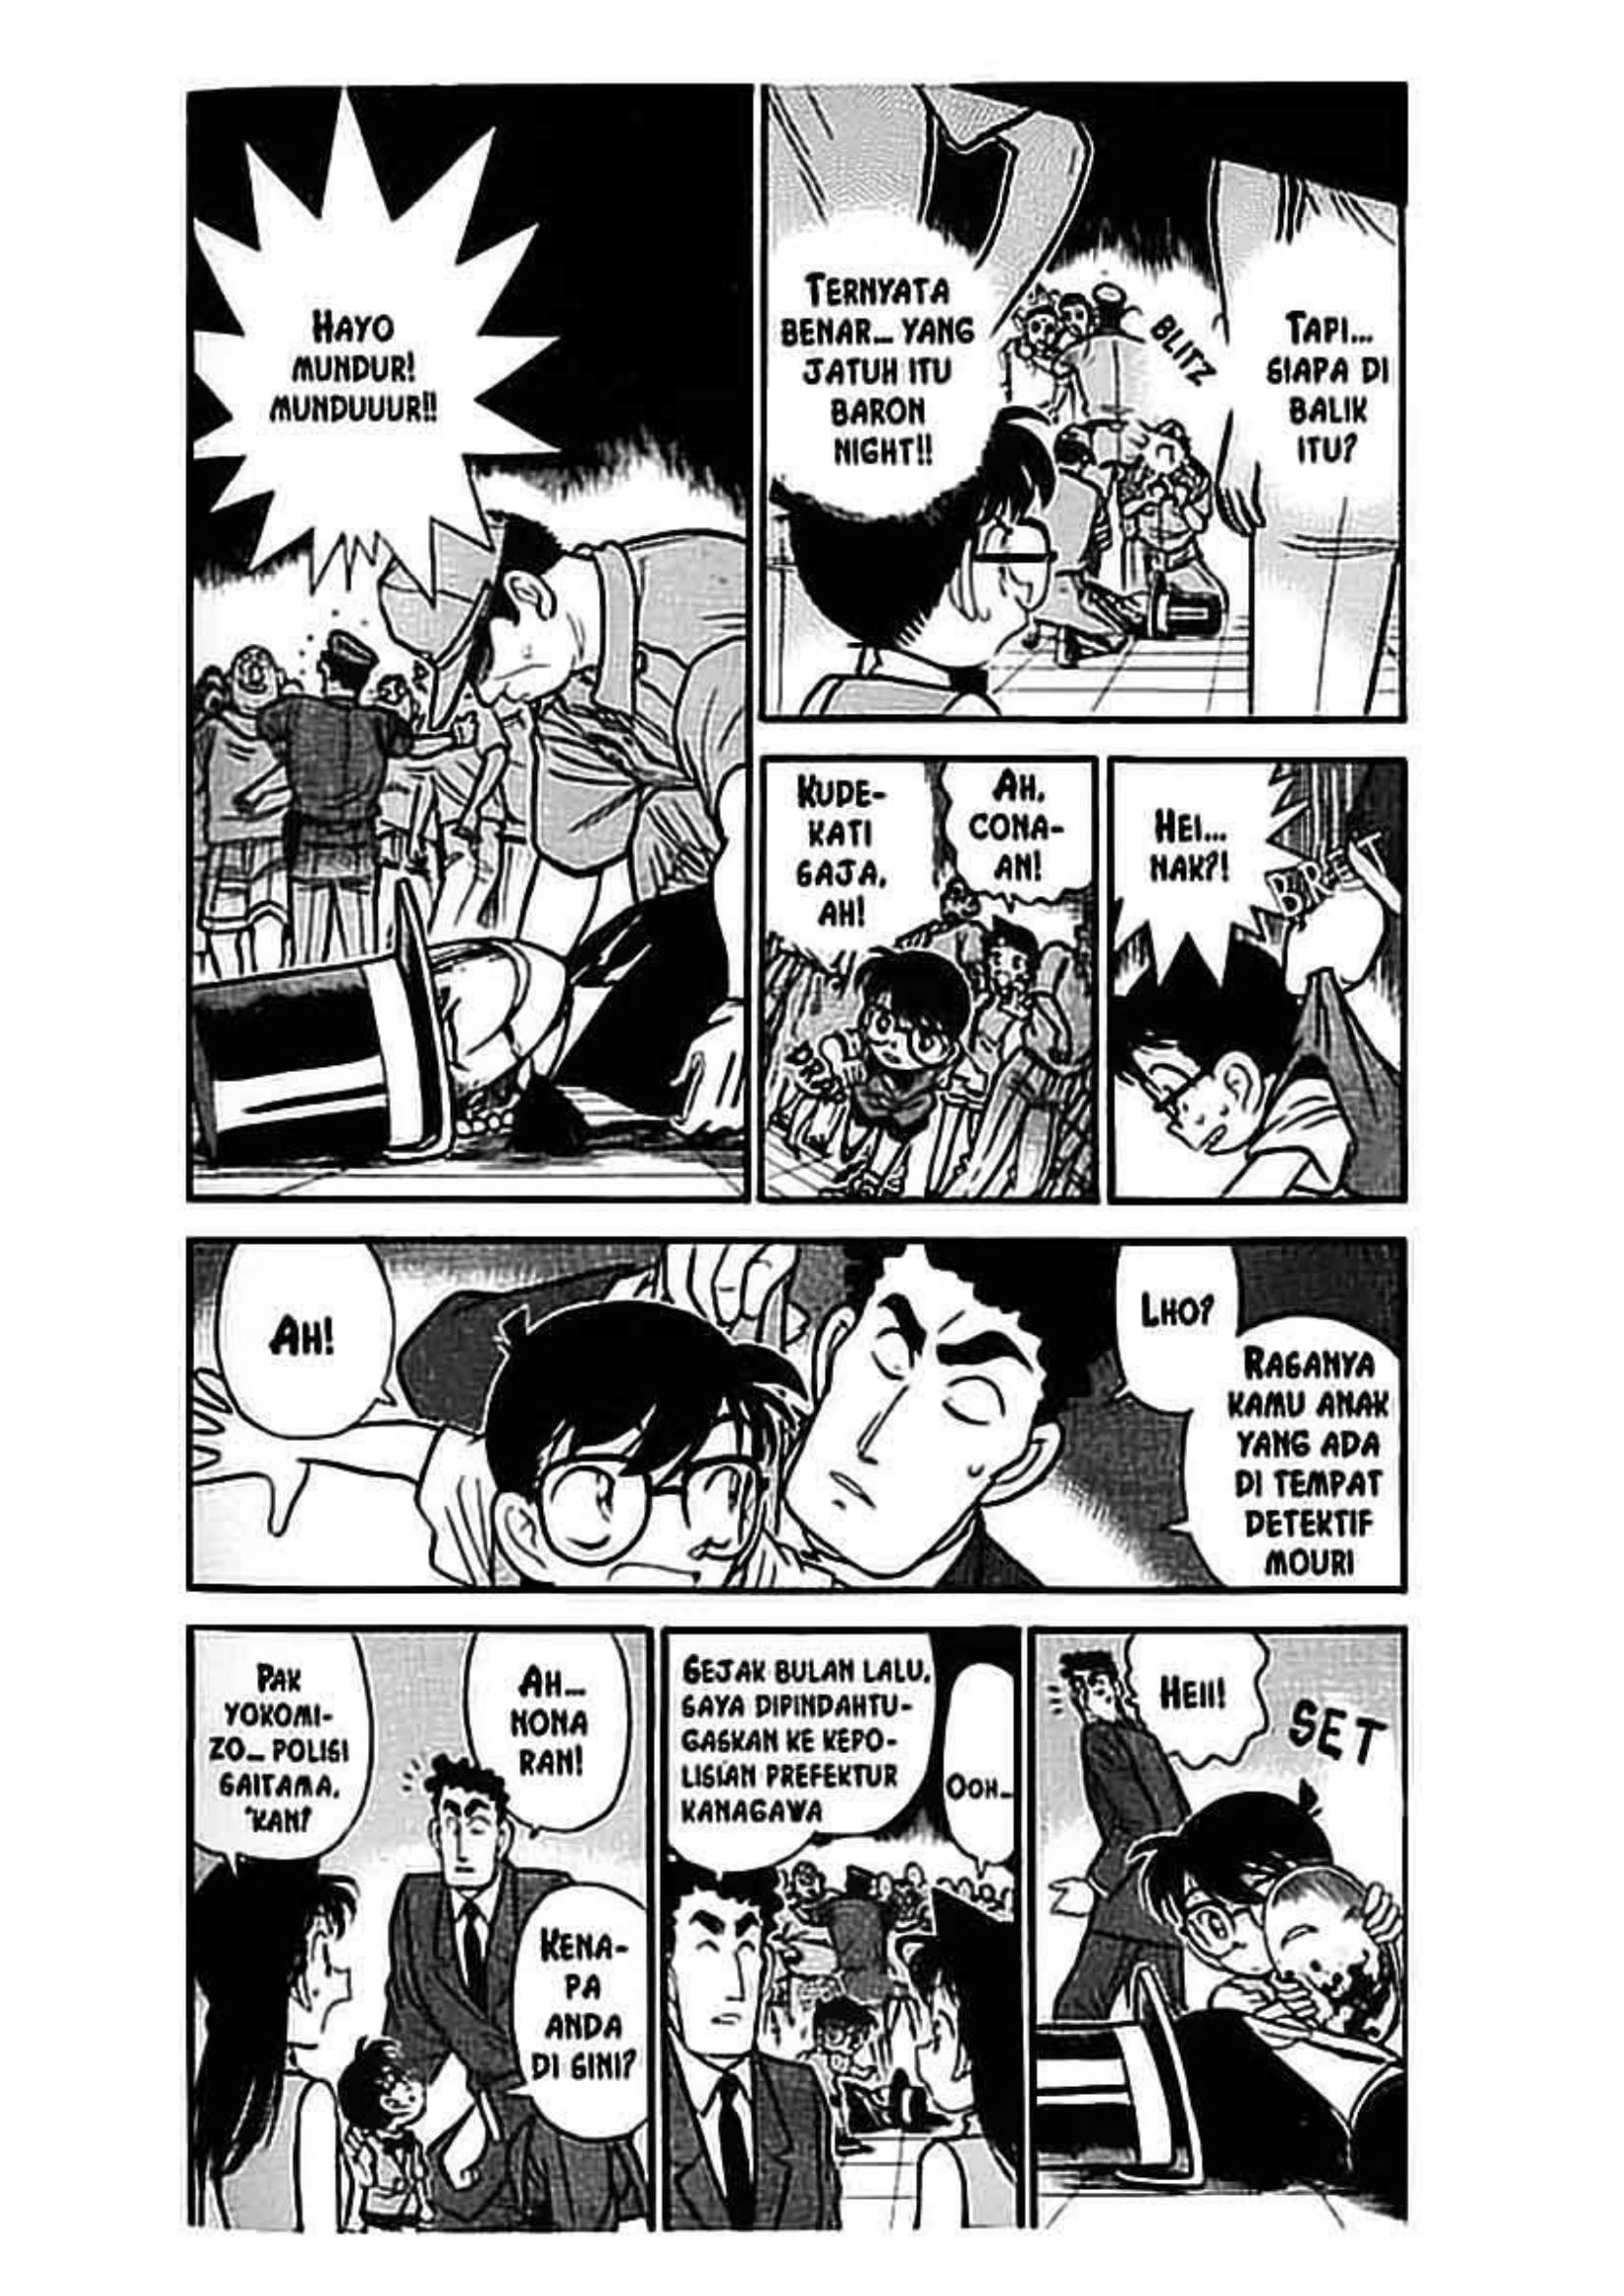 HAYO
MUNDUR!
MUNDUUUR!!
TERNYATA
BENAR... YANG
JATUH ITU
BARON
NIGHT!!
BLITZ
TAPI...
SIAPA DI
BALIK
ITU?
KUDE-
KATI
SAJA,
AH!
AH,
CONA-
AN!
HEI...
NAK?!
BRET
AH!
LHO?
RASANYA
KAMU ANAK
YANG ADA
DI TEMPAT
DETEKTIF
MOURI
PAK
YOKOMI-
ZO... POLISI
SAITAMA,
'KAN?
AH...
NONA
RAN!
KENA-
PA
ANDA
DI SINI?
SEJAK BULAN LALU,
SAYA DIPINDAHTU-
GASKAN KE KEPO-
LISIAN PREFEKTUR
KANAGAWA
OOH...
HEII!
SET